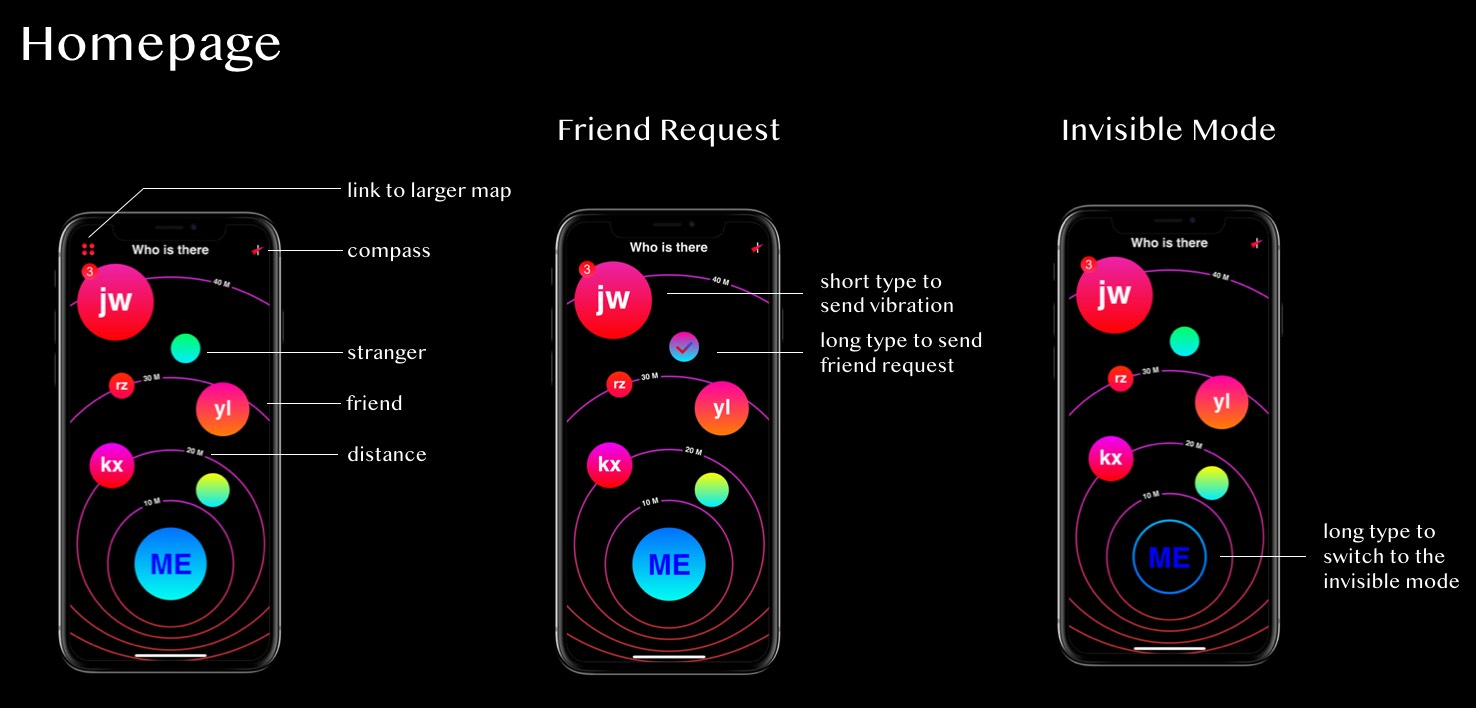 Homepage
link to larger map
Who is there
compass
3
jw
40 M
stranger
rz
30 M
yl
friend
kx
20 M
distance
10 M
ME
Friend Request
Who is there
3
jw
40 M
short type to
send vibration
long type to send
friend request
rz
30 M
yl
kx
20 M
10 M
ME
Invisible Mode
Who is there
3
jw
40 M
rz
30 M
yl
kx
20 M
10 M
ME
long type to
switch to the
invisible mode